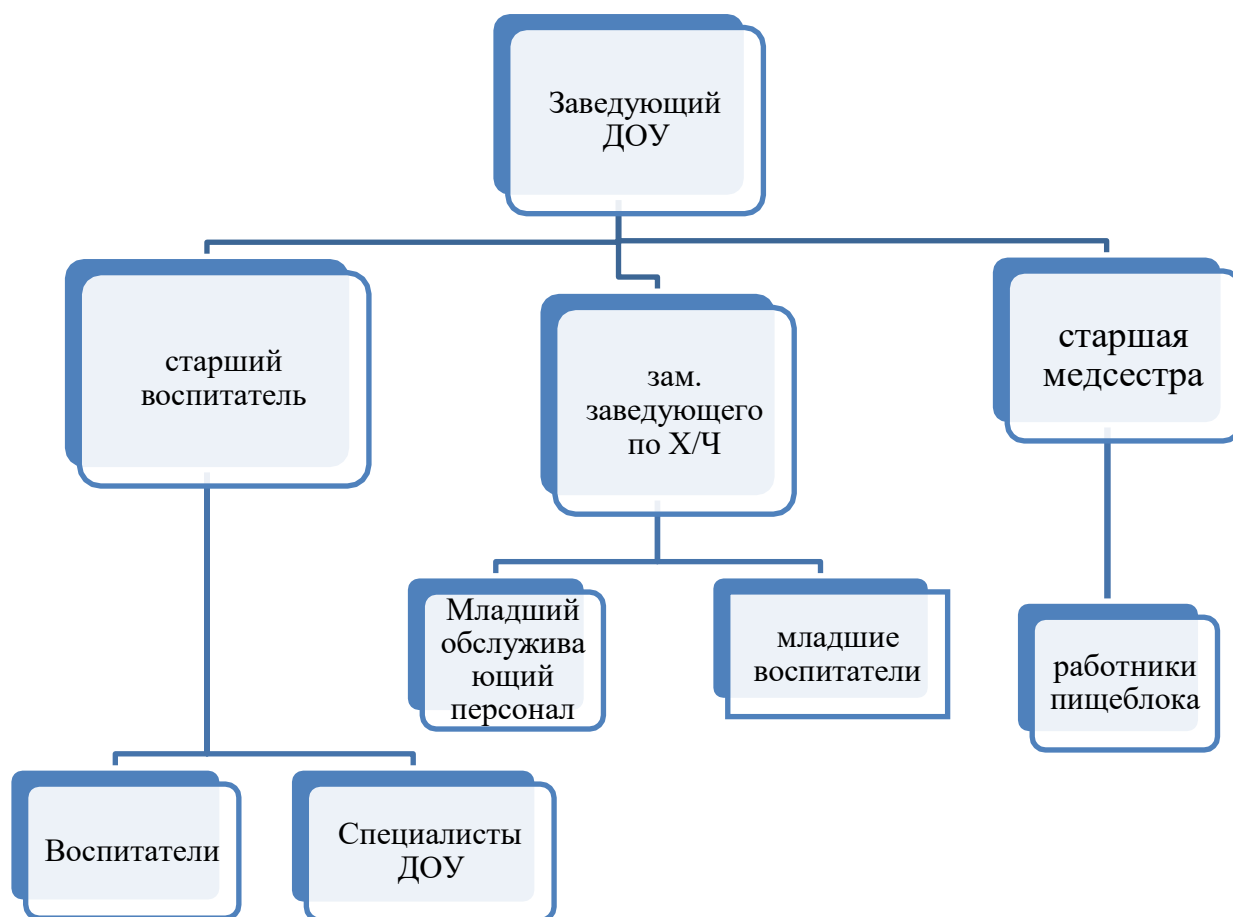 Заведующий
ДОУ
старший
воспитатель
зам.
заведующего
по Х/Ч
старшая
медсестра
Младший
обслужива
ющий
персонал
младшие
воспитатели
работники
пищеблока
Воспитатели
Специалисты
ДОУ